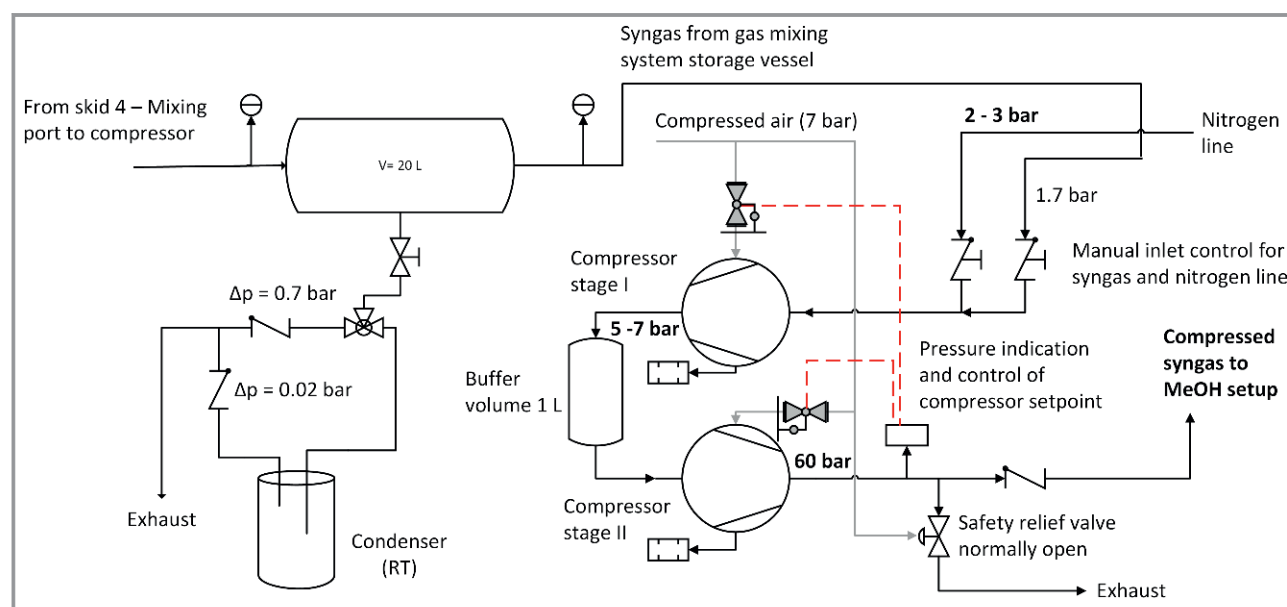 Syngas from gas mixing
system storage vessel
From skid 4 – Mixing
port to compressor
V= 20 L
Compressed air (7 bar)
2 - 3 bar
Nitrogen
line
1.7 bar
Manual inlet control for
syngas and nitrogen line
Compressor
stage I
Δp = 0.7 bar
5 -7 bar
Δp = 0.02 bar
Buffer
volume 1 L
Pressure indication
and control of
compressor setpoint
Compressed
syngas to
MeOH setup
60 bar
Compressor
stage II
Exhaust
Condenser
(RT)
Safety relief valve
normally open
Exhaust